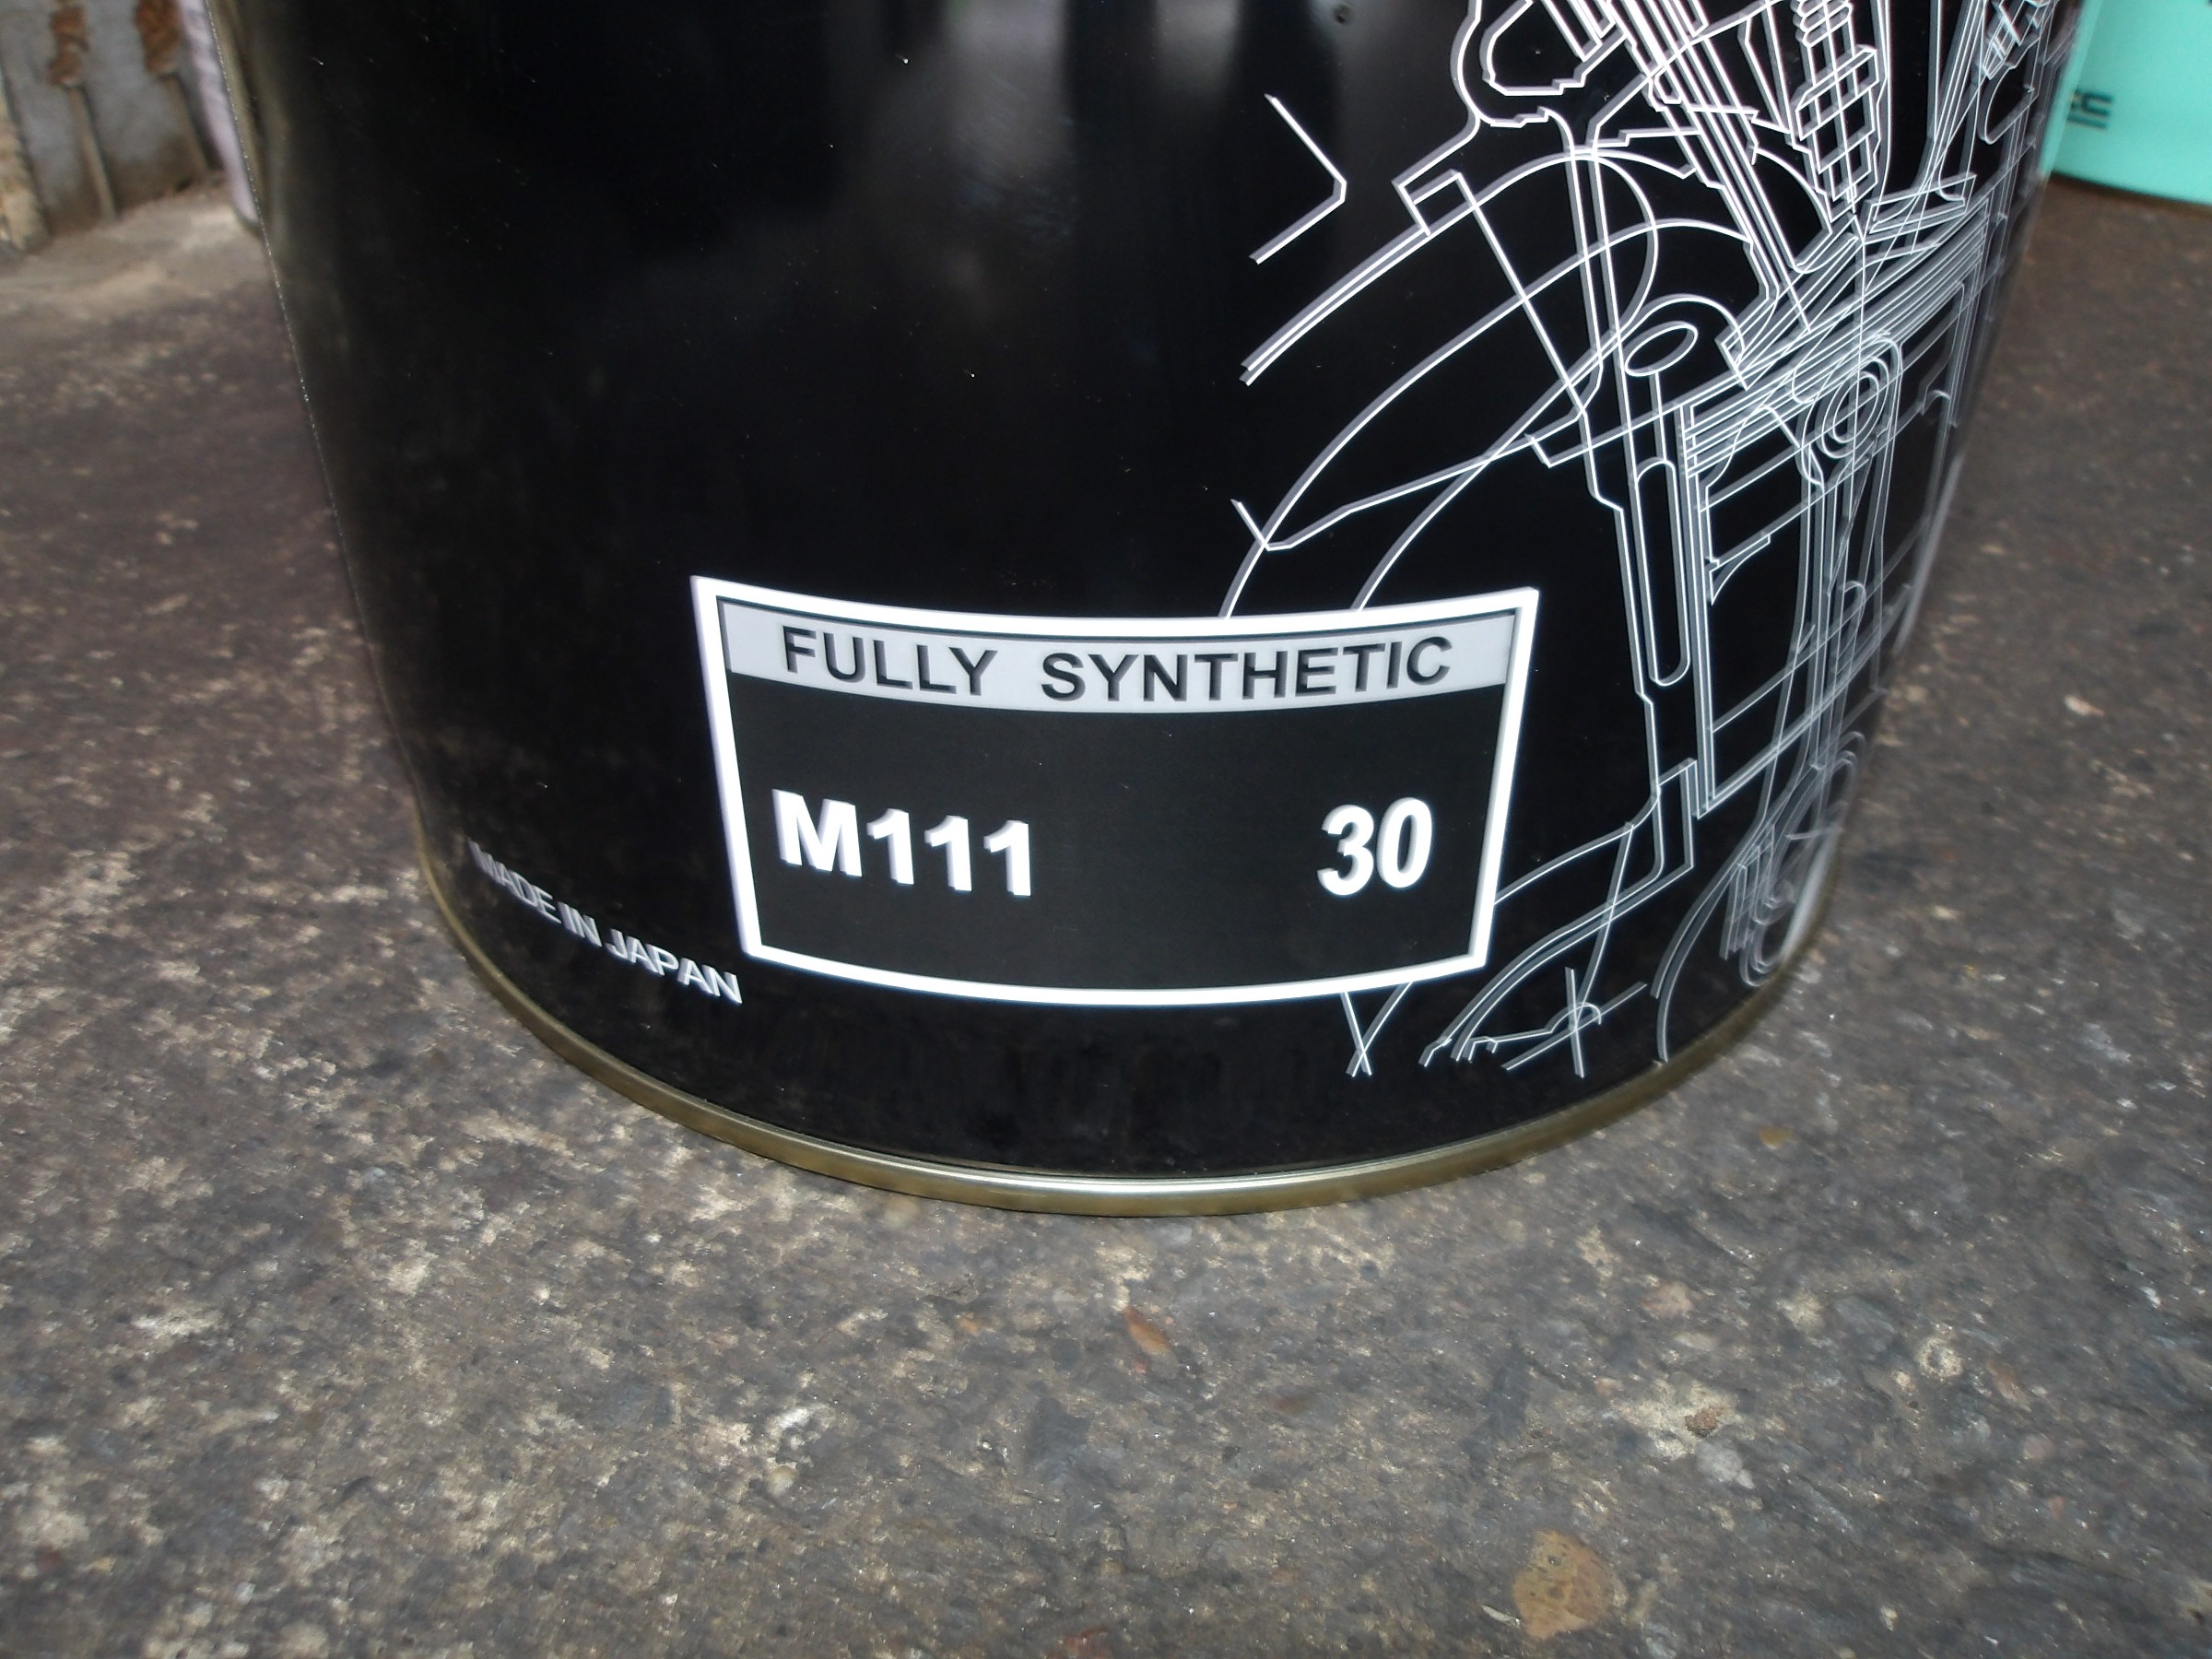 FULLY SYNTHETIC
M111 30
MADE IN JAPAN